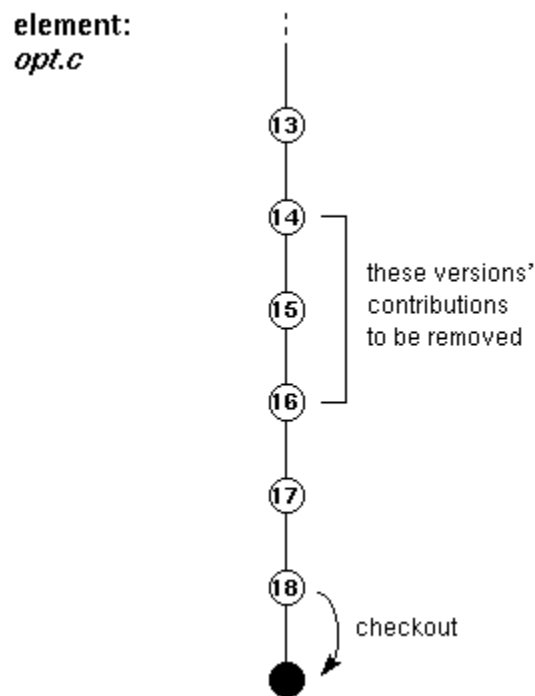 element:
opt.c
13
14
these versions'
contributions
to be removed
15
16
17
18
checkout